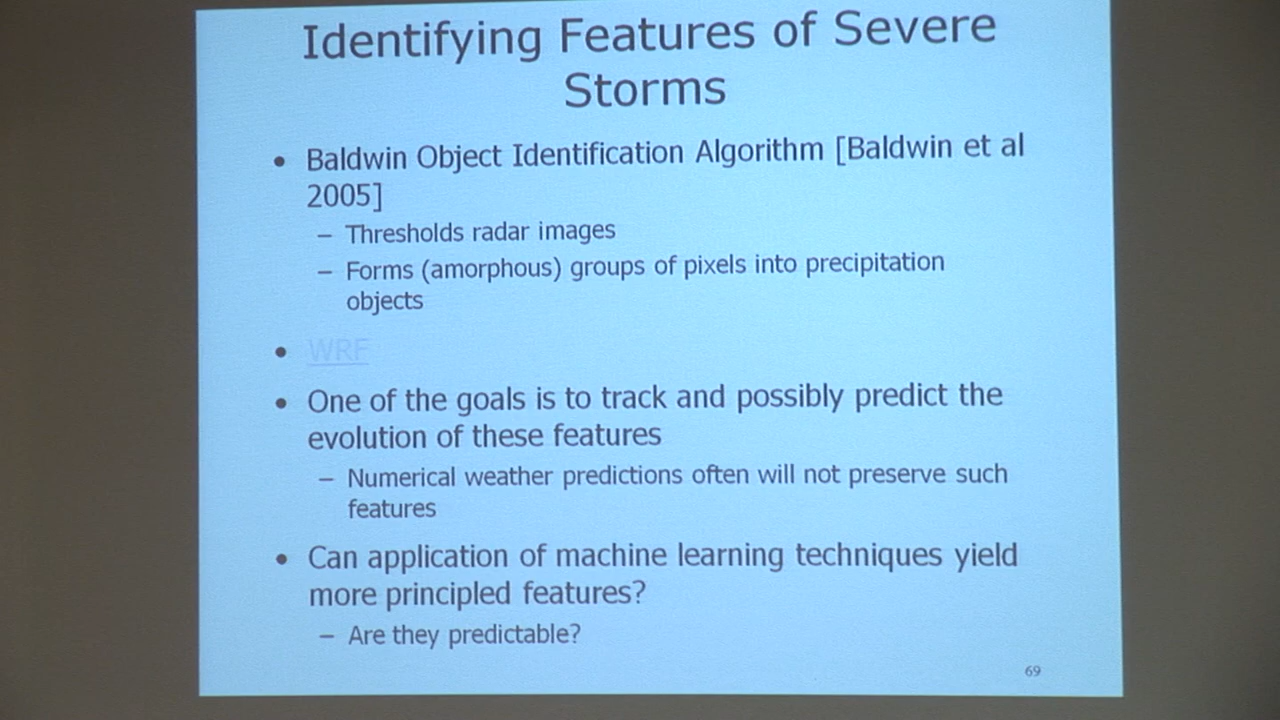 Identifying Features of Severe
Storms
• Baldwin Object Identification Algorithm [Baldwin et al
2005]
– Thresholds radar images
– Forms (amorphous) groups of pixels into precipitation
objects
• WRF
• One of the goals is to track and possibly predict the
evolution of these features
– Numerical weather predictions often will not preserve such
features
• Can application of machine learning techniques yield
more principled features?
– Are they predictable?
69